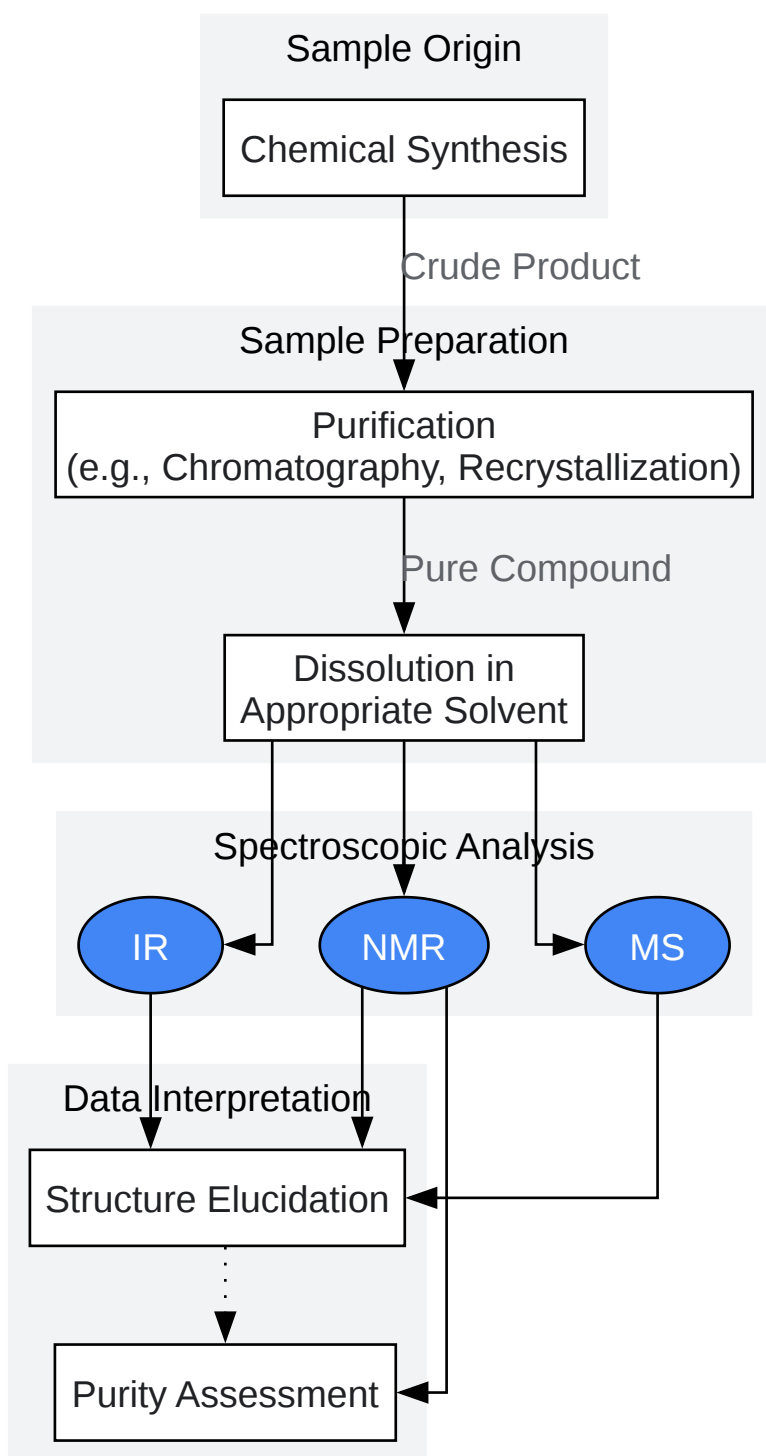 Sample Origin
Chemical Synthesis
Crude Product
Sample Preparation
Purification
(e.g., Chromatography, Recrystallization)
Pure Compound
Dissolution in
Appropriate Solvent
Spectroscopic Analysis
IR
NMR
MS
Data Interpretation
Structure Elucidation
Purity Assessment